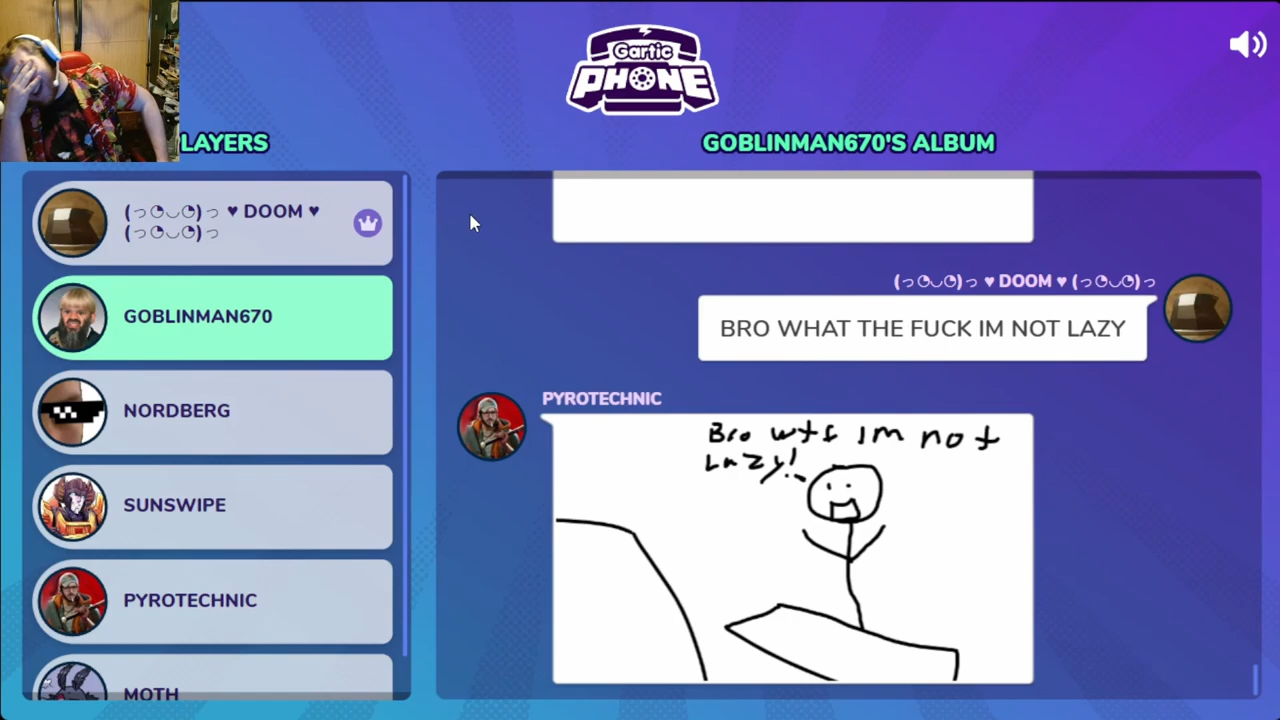 Gartic
PHONE
LAYERS
GOBLINMAN670'S ALBUM
(っ◔◡◔)っ ♥ DOOM ♥
(っ◔◡◔)っ
GOBLINMAN670
NORDBERG
SUNSWIPE
PYROTECHNIC
MOTH
(っ◔◡◔)っ ♥ DOOM ♥ (っ◔◡◔)っ
BRO WHAT THE FUCK IM NOT LAZY
PYROTECHNIC
Bro wtf Im not
Lazy!